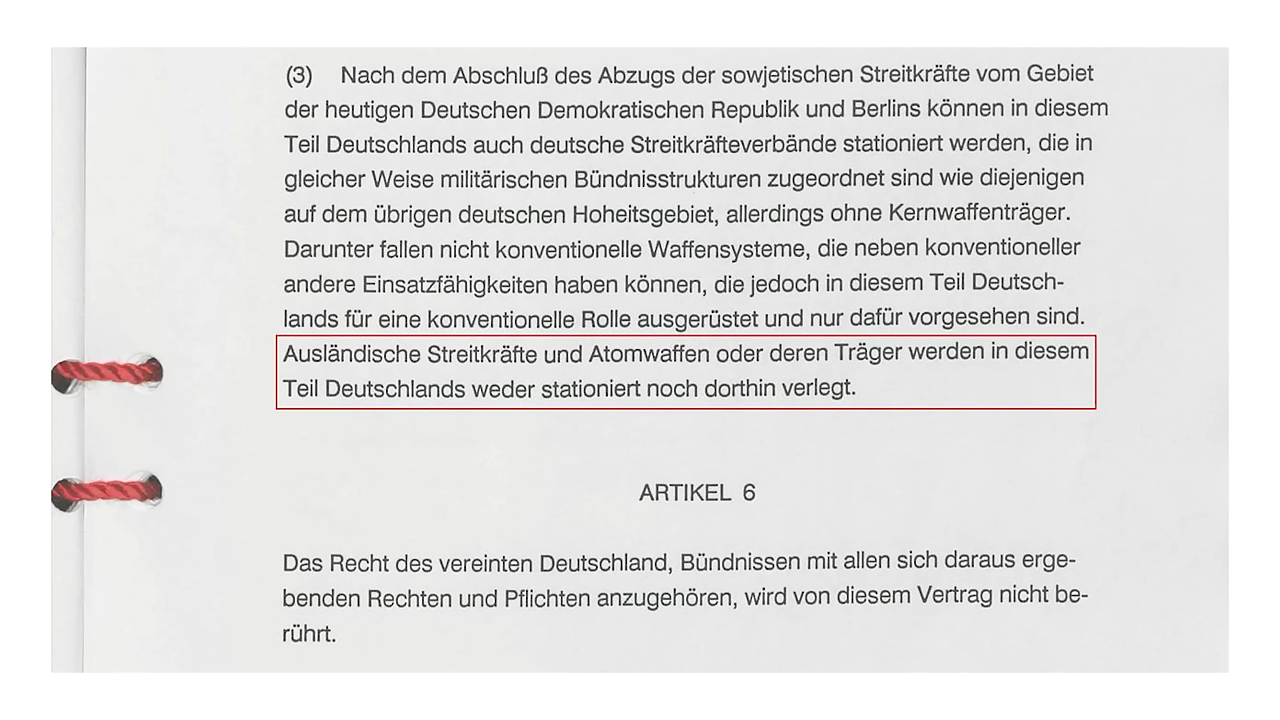 (3) Nach dem Abschluß des Abzugs der sowjetischen Streitkräfte vom Gebiet
der heutigen Deutschen Demokratischen Republik und Berlins können in diesem
Teil Deutschlands auch deutsche Streitkräfteverbände stationiert werden, die in
gleicher Weise militärischen Bündnisstrukturen zugeordnet sind wie diejenigen
auf dem übrigen deutschen Hoheitsgebiet, allerdings ohne Kernwaffenträger.
Darunter fallen nicht konventionelle Waffensysteme, die neben konventioneller
andere Einsatzfähigkeiten haben können, die jedoch in diesem Teil Deutsch-
lands für eine konventionelle Rolle ausgerüstet und nur dafür vorgesehen sind.
Ausländische Streitkräfte und Atomwaffen oder deren Träger werden in diesem
Teil Deutschlands weder stationiert noch dorthin verlegt.
ARTIKEL 6
Das Recht des vereinten Deutschland, Bündnissen mit allen sich daraus erge-
benden Rechten und Pflichten anzugehören, wird von diesem Vertrag nicht be-
rührt.